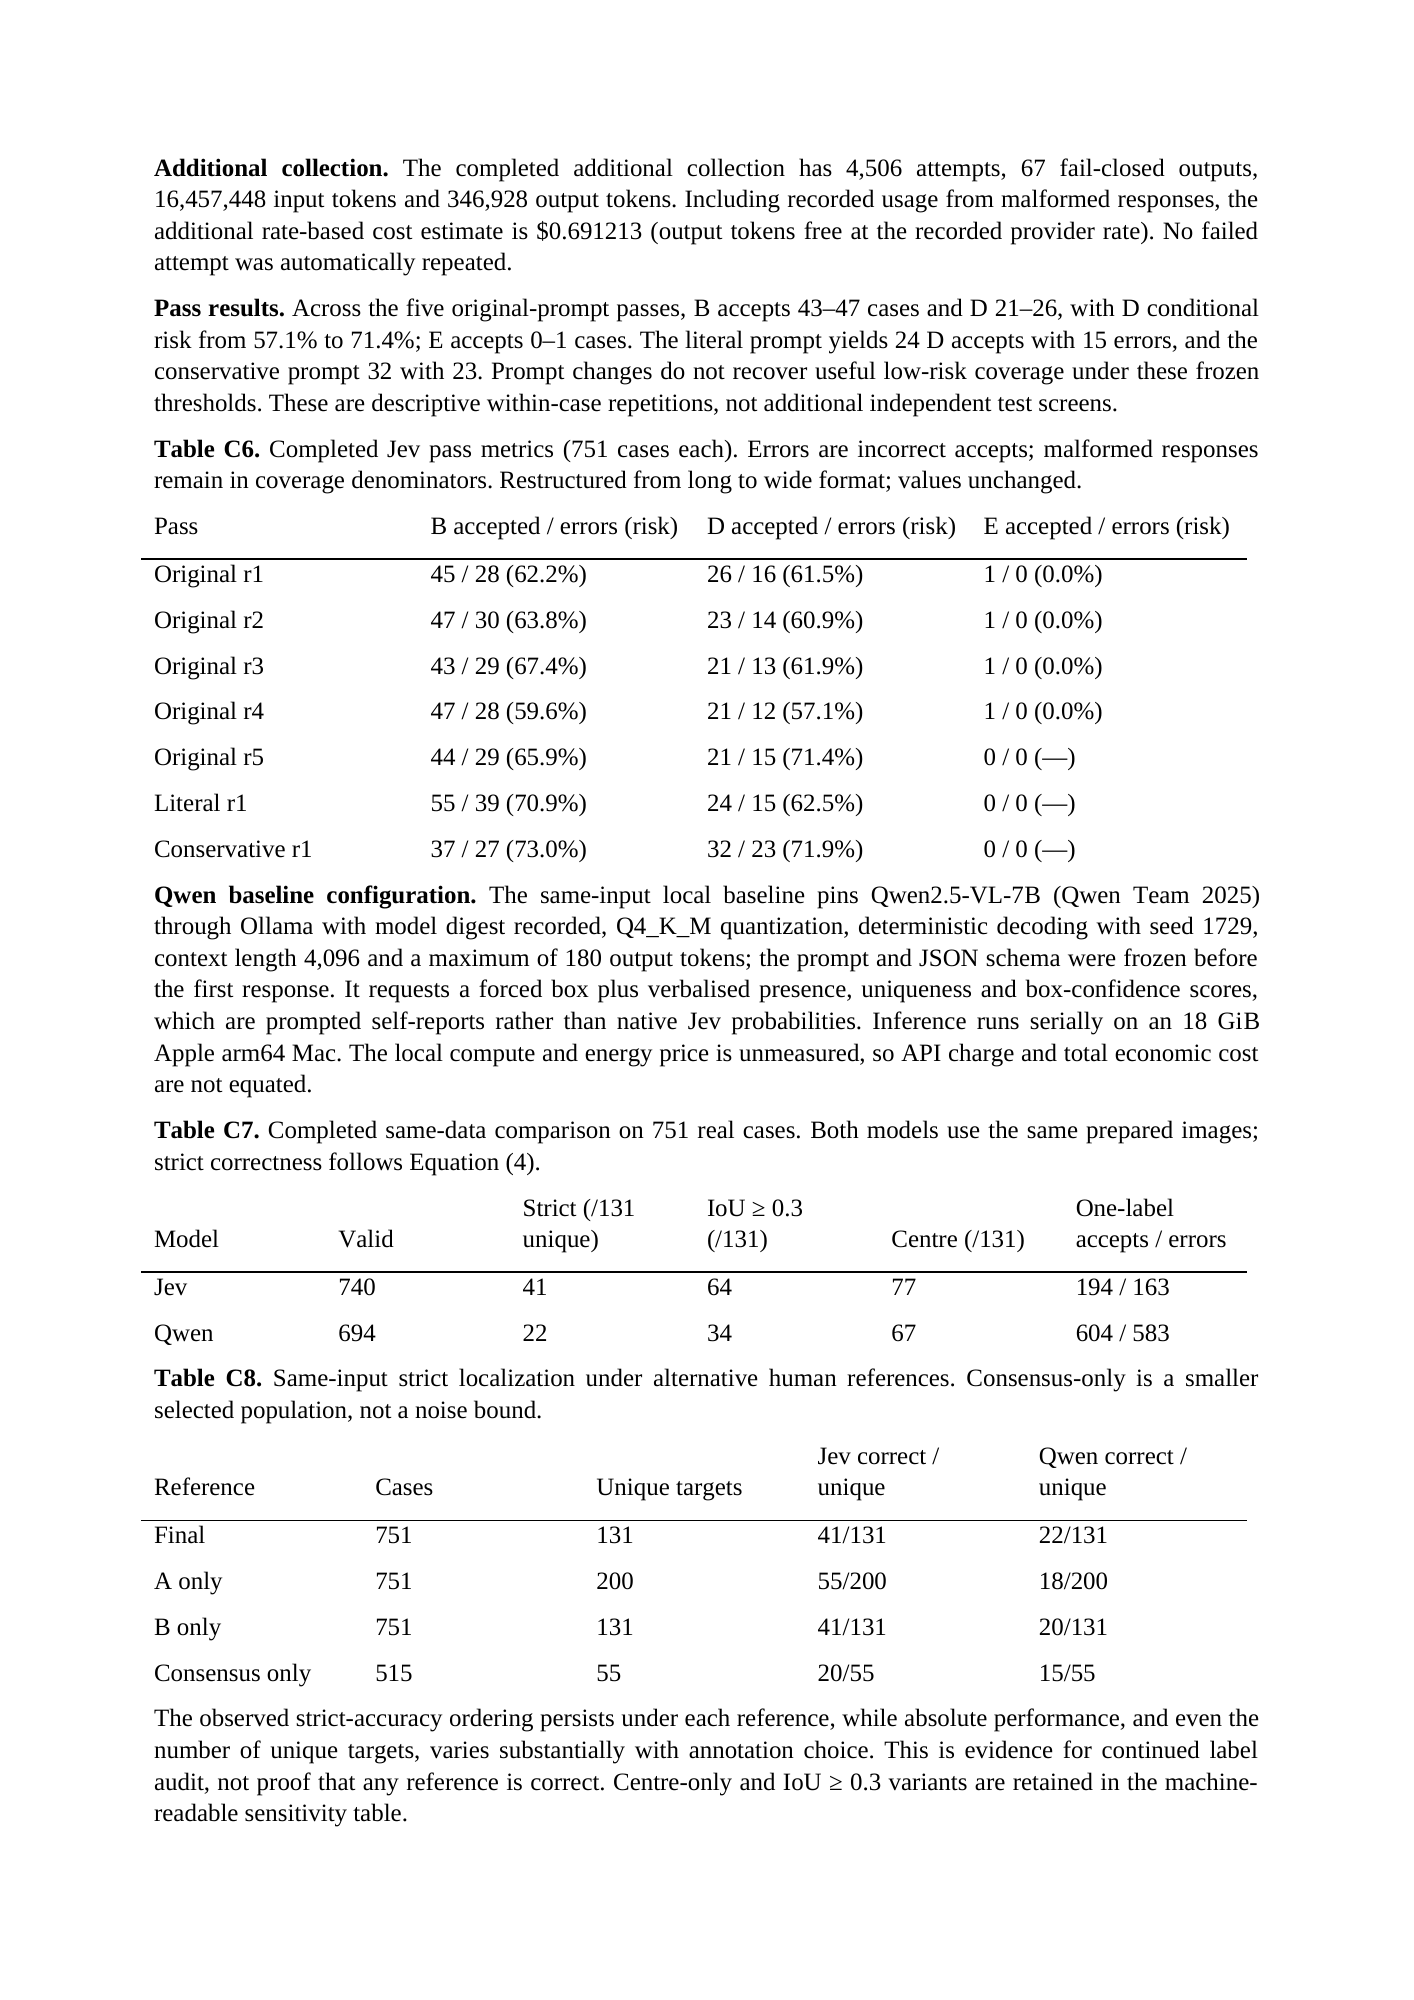 Additional collection. The completed additional collection has 4,506 attempts, 67 fail-closed outputs,
16,457,448 input tokens and 346,928 output tokens. Including recorded usage from malformed responses, the
additional rate-based cost estimate is $0.691213 (output tokens free at the recorded provider rate). No failed
attempt was automatically repeated.
Pass results. Across the five original-prompt passes, B accepts 43–47 cases and D 21–26, with D conditional
risk from 57.1% to 71.4%; E accepts 0–1 cases. The literal prompt yields 24 D accepts with 15 errors, and the
conservative prompt 32 with 23. Prompt changes do not recover useful low-risk coverage under these frozen
thresholds. These are descriptive within-case repetitions, not additional independent test screens.
Table C6. Completed Jev pass metrics (751 cases each). Errors are incorrect accepts; malformed responses
remain in coverage denominators. Restructured from long to wide format; values unchanged.
Pass B accepted / errors (risk) D accepted / errors (risk) E accepted / errors (risk)
Original r1 45 / 28 (62.2%) 26 / 16 (61.5%) 1 / 0 (0.0%)
Original r2 47 / 30 (63.8%) 23 / 14 (60.9%) 1 / 0 (0.0%)
Original r3 43 / 29 (67.4%) 21 / 13 (61.9%) 1 / 0 (0.0%)
Original r4 47 / 28 (59.6%) 21 / 12 (57.1%) 1 / 0 (0.0%)
Original r5 44 / 29 (65.9%) 21 / 15 (71.4%) 0 / 0 (—)
Literal r1 55 / 39 (70.9%) 24 / 15 (62.5%) 0 / 0 (—)
Conservative r1 37 / 27 (73.0%) 32 / 23 (71.9%) 0 / 0 (—)
Qwen baseline configuration. The same-input local baseline pins Qwen2.5-VL-7B (Qwen Team 2025)
through Ollama with model digest recorded, Q4_K_M quantization, deterministic decoding with seed 1729,
context length 4,096 and a maximum of 180 output tokens; the prompt and JSON schema were frozen before
the first response. It requests a forced box plus verbalised presence, uniqueness and box-confidence scores,
which are prompted self-reports rather than native Jev probabilities. Inference runs serially on an 18 GiB
Apple arm64 Mac. The local compute and energy price is unmeasured, so API charge and total economic cost
are not equated.
Table C7. Completed same-data comparison on 751 real cases. Both models use the same prepared images;
strict correctness follows Equation (4).
Strict (/131 IoU ≥ 0.3 One-label
Model Valid unique) (/131) Centre (/131) accepts / errors
Jev 740 41 64 77 194 / 163
Qwen 694 22 34 67 604 / 583
Table C8. Same-input strict localization under alternative human references. Consensus-only is a smaller
selected population, not a noise bound.
Jev correct / Qwen correct /
Reference Cases Unique targets unique unique
Final 751 131 41/131 22/131
A only 751 200 55/200 18/200
B only 751 131 41/131 20/131
Consensus only 515 55 20/55 15/55
The observed strict-accuracy ordering persists under each reference, while absolute performance, and even the
number of unique targets, varies substantially with annotation choice. This is evidence for continued label
audit, not proof that any reference is correct. Centre-only and IoU ≥ 0.3 variants are retained in the machine-
readable sensitivity table.